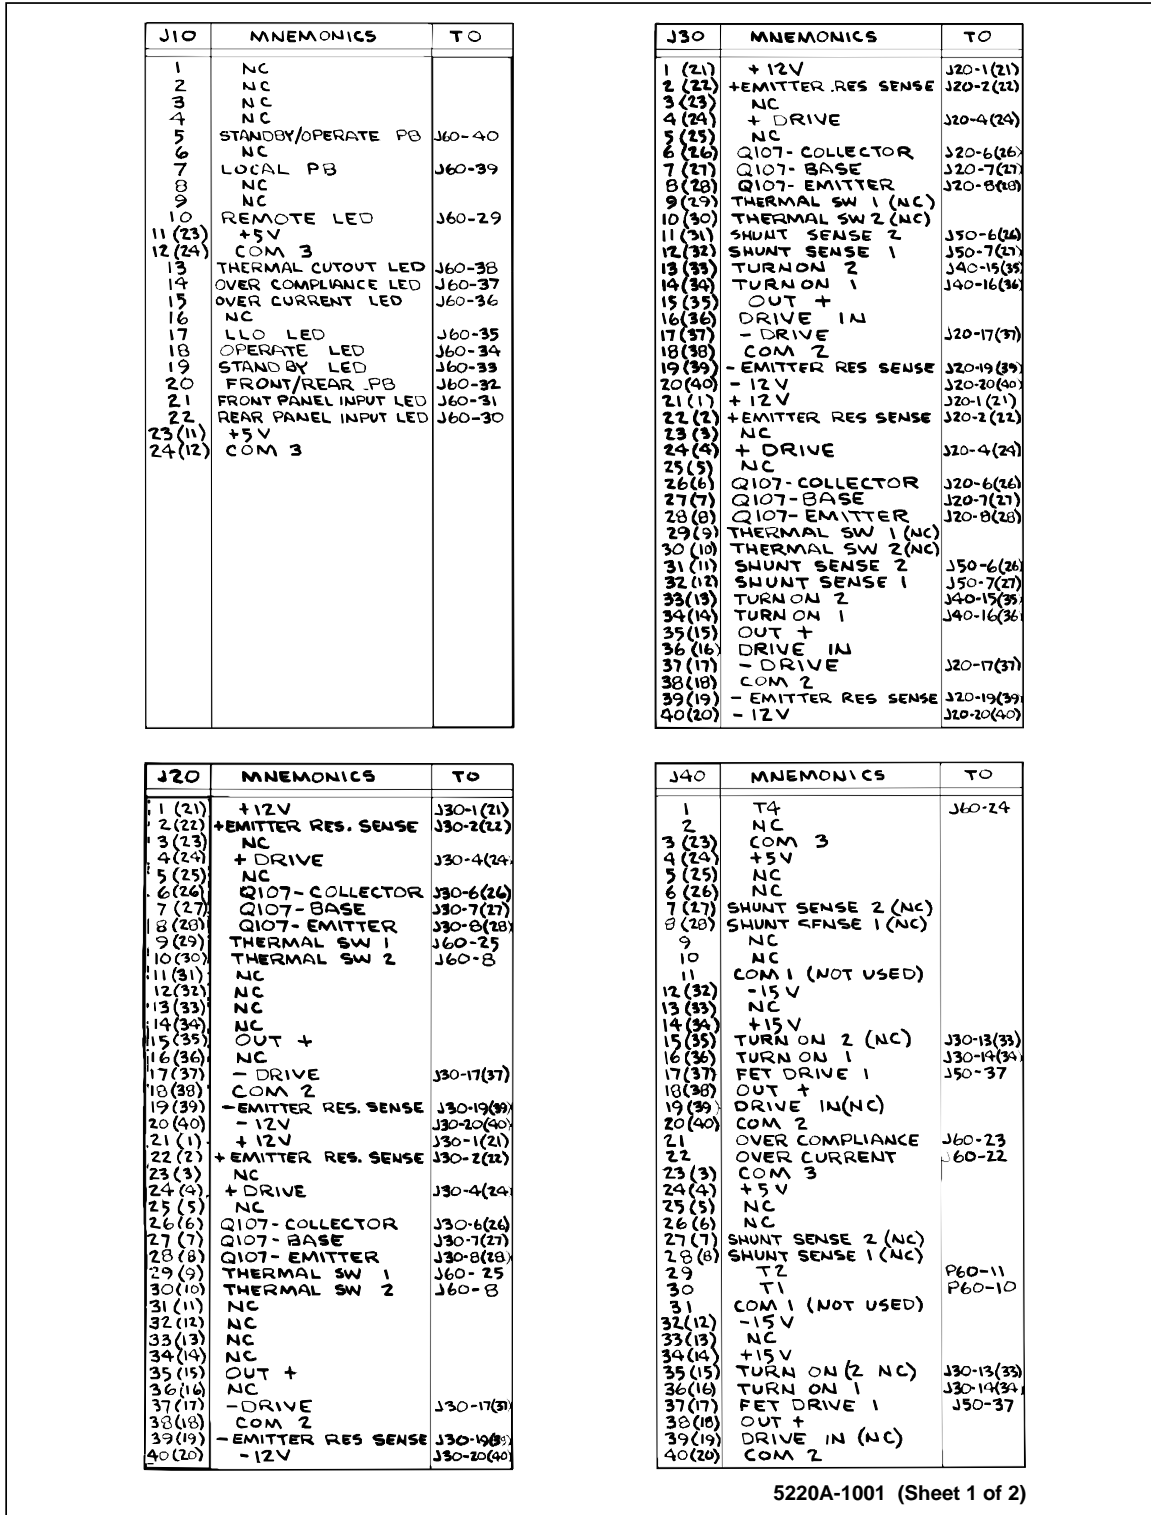 J10 MNEMONICS TO
1 NC
2 NC
3 NC
4 NC
5 STANDBY/OPERATE PB J60-40
6 NC
7 LOCAL PB J60-39
8 NC
9 NC
10 REMOTE LED J60-29
11 (23) +5V
12 (24) COM 3
13 THERMAL CUTOUT LED J60-38
14 OVER COMPLIANCE LED J60-37
15 OVER CURRENT LED J60-36
16 NC
17 LLO LED J60-35
18 OPERATE LED J60-34
19 STANDBY LED J60-33
20 FRONT/REAR PB J60-32
21 FRONT PANEL INPUT LED J60-31
22 REAR PANEL INPUT LED J60-30
23 (11) +5V
24 (12) COM 3
J30 MNEMONICS TO
1 (21) +12V J20-1(21)
2 (22) +EMITTER RES SENSE J20-2(22)
3(23) NC
4(24) + DRIVE J20-4(24)
5(25) NC
6(26) Q107-COLLECTOR J20-6(26)
7(27) Q107-BASE J20-7(27)
8(28) Q107-EMITTER J20-8(28)
9(29) THERMAL SW 1 (NC)
10(30) THERMAL SW 2 (NC)
11(31) SHUNT SENSE 2 J50-6(26)
12(32) SHUNT SENSE 1 J50-7(27)
13(33) TURNON 2 J40-15(35)
14(34) TURNON 1 J40-16(36)
15(35) OUT +
16(36) DRIVE IN
17(37) - DRIVE J20-17(37)
18(38) COM 2
19(39) -EMITTER RES SENSE J20-19(39)
20(40) -12V J20-20(40)
21(1) +12V J20-1(21)
22(2) +EMITTER RES SENSE J20-2(22)
23(3) NC
24(4) + DRIVE J20-4(24)
25(5) NC
26(6) Q107-COLLECTOR J20-6(26)
27(7) Q107-BASE J20-7(27)
28(8) Q107-EMITTER J20-8(28)
29(9) THERMAL SW 1 (NC)
30(10) THERMAL SW 2(NC)
31(11) SHUNT SENSE 2 J50-6(26)
32(12) SHUNT SENSE 1 J50-7(27)
33(13) TURN ON 2 J40-15(35)
34(14) TURN ON 1 J40-16(36)
35(15) OUT +
36(16) DRIVE IN
37(17) - DRIVE J20-17(37)
38(18) COM 2
39(19) - EMITTER RES SENSE J20-19(39)
40(20) -12V J20-20(40)
J20 MNEMONICS TO
1 (21) +12V J30-1(21)
2(22) +EMITTER RES. SENSE J30-2(22)
3(23) NC
4(24) + DRIVE J30-4(24)
5(25) NC
6(26) Q107-COLLECTOR J30-6(26)
7(27) Q107-BASE J30-7(27)
8(28) Q107-EMITTER J30-8(28)
9(29) THERMAL SW 1 J60-25
10(30) THERMAL SW 2 J60-8
11(31) NC
12(32) NC
13(33) NC
14(34) NC
15(35) OUT +
16(36) NC
17(37) - DRIVE J30-17(37)
18(38) COM 2
19(39) -EMITTER RES. SENSE J30-19(39)
20(40) -12V J30-20(40)
21(1) +12V J30-1(21)
22(2) +EMITTER RES. SENSE J30-2(22)
23(3) NC
24(4) + DRIVE J30-4(24)
25(5) NC
26(6) Q107-COLLECTOR J30-6(26)
27(7) Q107-BASE J30-7(27)
28(8) Q107-EMITTER J30-8(28)
29(9) THERMAL SW 1 J60-25
30(10) THERMAL SW 2 J60-8
31(11) NC
32(12) NC
33(13) NC
34(14) NC
35(15) OUT +
36(16) NC
37(17) -DRIVE J30-17(37)
38(18) COM 2
39(19) -EMITTER RES SENSE J30-19(39)
40(20) -12V J30-20(40)
J40 MNEMONICS TO
1 T4 J60-24
2 NC
3(23) COM 3
4(24) +5V
5(25) NC
6(26) NC
7(27) SHUNT SENSE 2 (NC)
8(28) SHUNT SENSE 1 (NC)
9 NC
10 NC
11 COM 1 (NOT USED)
12(32) -15V
13(33) NC
14(34) +15V
15(35) TURN ON 2 (NC) J30-13(33)
16(36) TURN ON 1 J30-14(34)
17(37) FET DRIVE 1 J50-37
18(38) OUT +
19(39) DRIVE IN(NC)
20(40) COM 2
21 OVER COMPLIANCE J60-23
22 OVER CURRENT J60-22
23(3) COM 3
24(4) +5V
25(5) NC
26(6) NC
27(7) SHUNT SENSE 2 (NC)
28(8) SHUNT SENSE 1 (NC)
29 T2 P60-11
30 T1 P60-10
31 COM 1 (NOT USED)
32(12) -15V
33(13) NC
34(14) +15V
35(15) TURN ON (2 NC) J30-13(33)
36(16) TURN ON 1 J30-14(34)
37(17) FET DRIVE 1 J50-37
38(18) OUT +
39(19) DRIVE IN (NC)
40(20) COM 2
5220A-1001 (Sheet 1 of 2)